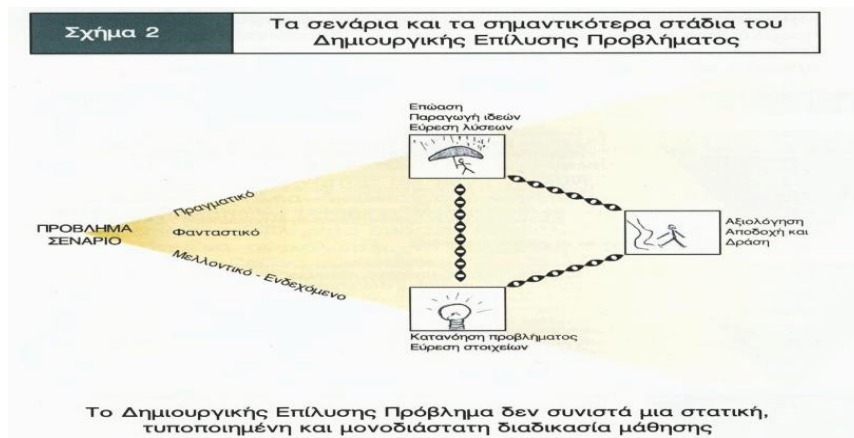 Σχήμα 2
Τα σενάρια και τα σημαντικότερα στάδια του
Δημιουργικής Επίλυσης Προβλήματος
Επώαση
Παραγωγή ιδεών
Εύρεση λύσεων
Πραγματικό
ΠΡΟΒΛΗΜΑ
ΣΕΝΑΡΙΟ
Φανταστικό
Μελλοντικό - Ενδεχόμενο
Αξιολόγηση
Αποδοχή και
Δράση
Κατανόηση προβλήματος
Εύρεση στοιχείων
Το Δημιουργικής Επίλυσης Πρόβλημα δεν συνιστά μια στατική,
τυποποιημένη και μονοδιάστατη διαδικασία μάθησης